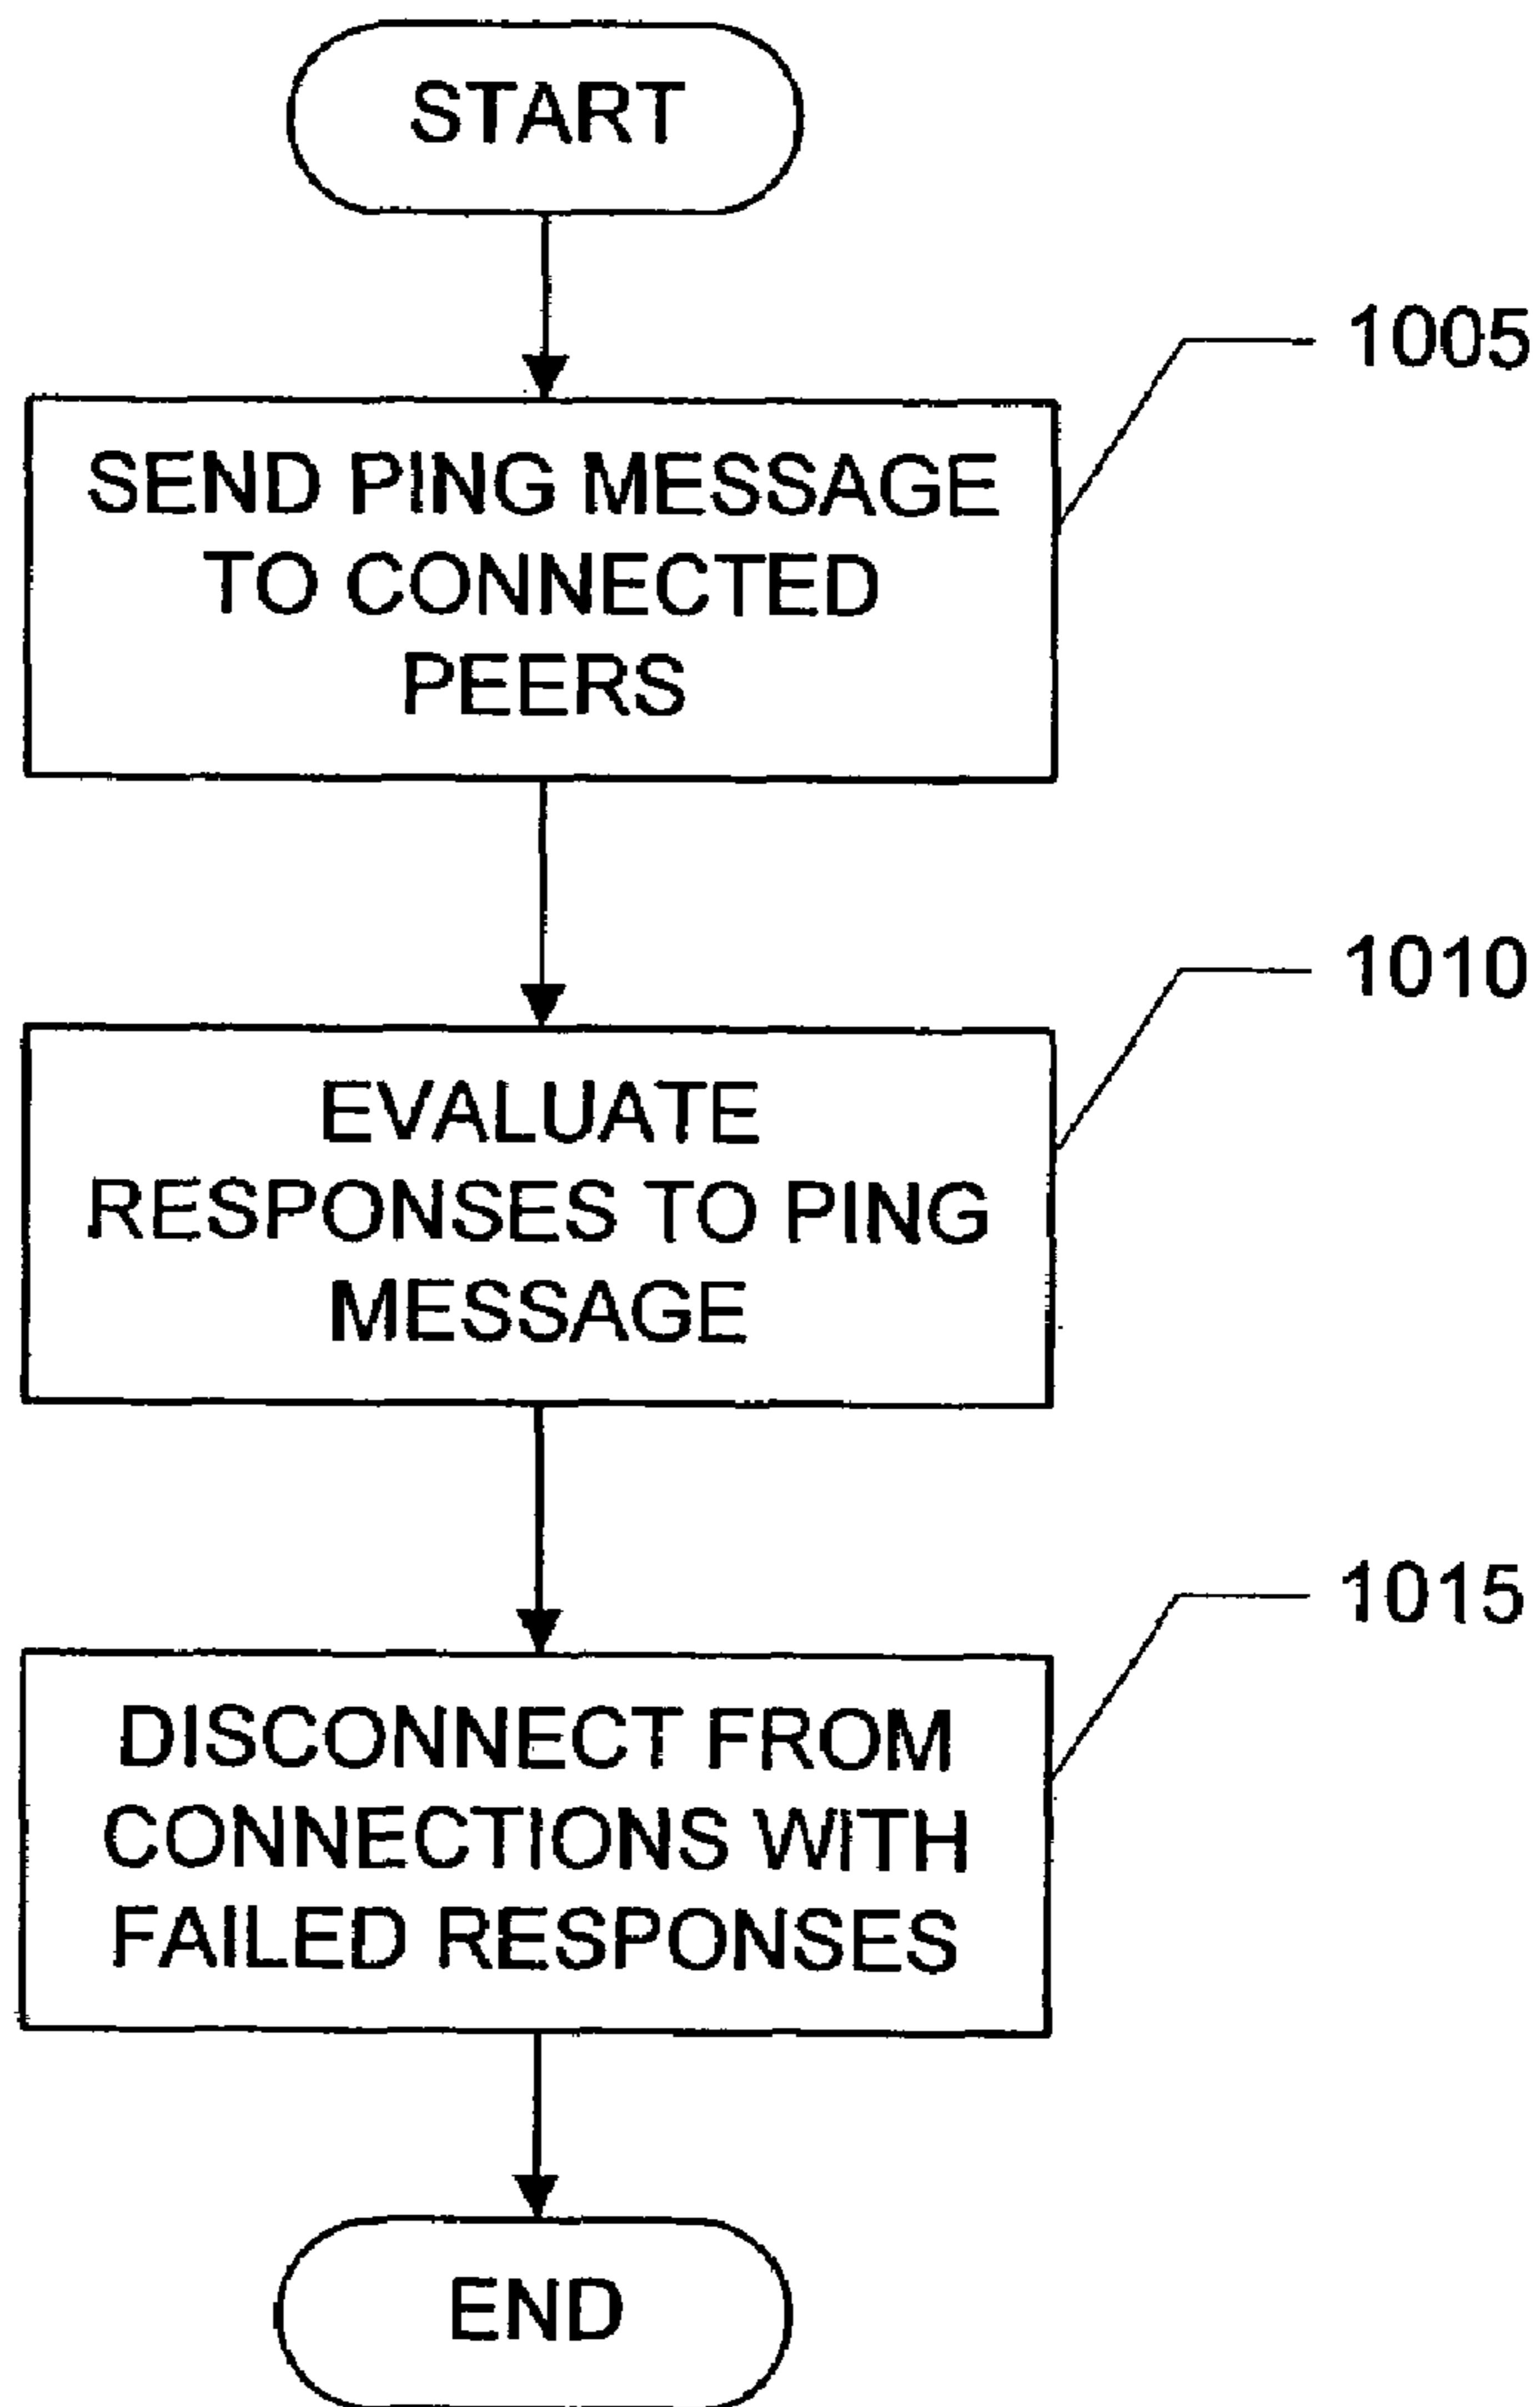 START
1005
SEND PING MESSAGE
TO CONNECTED
PEERS
1010
EVALUATE
RESPONSES TO PING
MESSAGE
1015
DISCONNECT FROM
CONNECTIONS WITH
FAILED RESPONSES
END